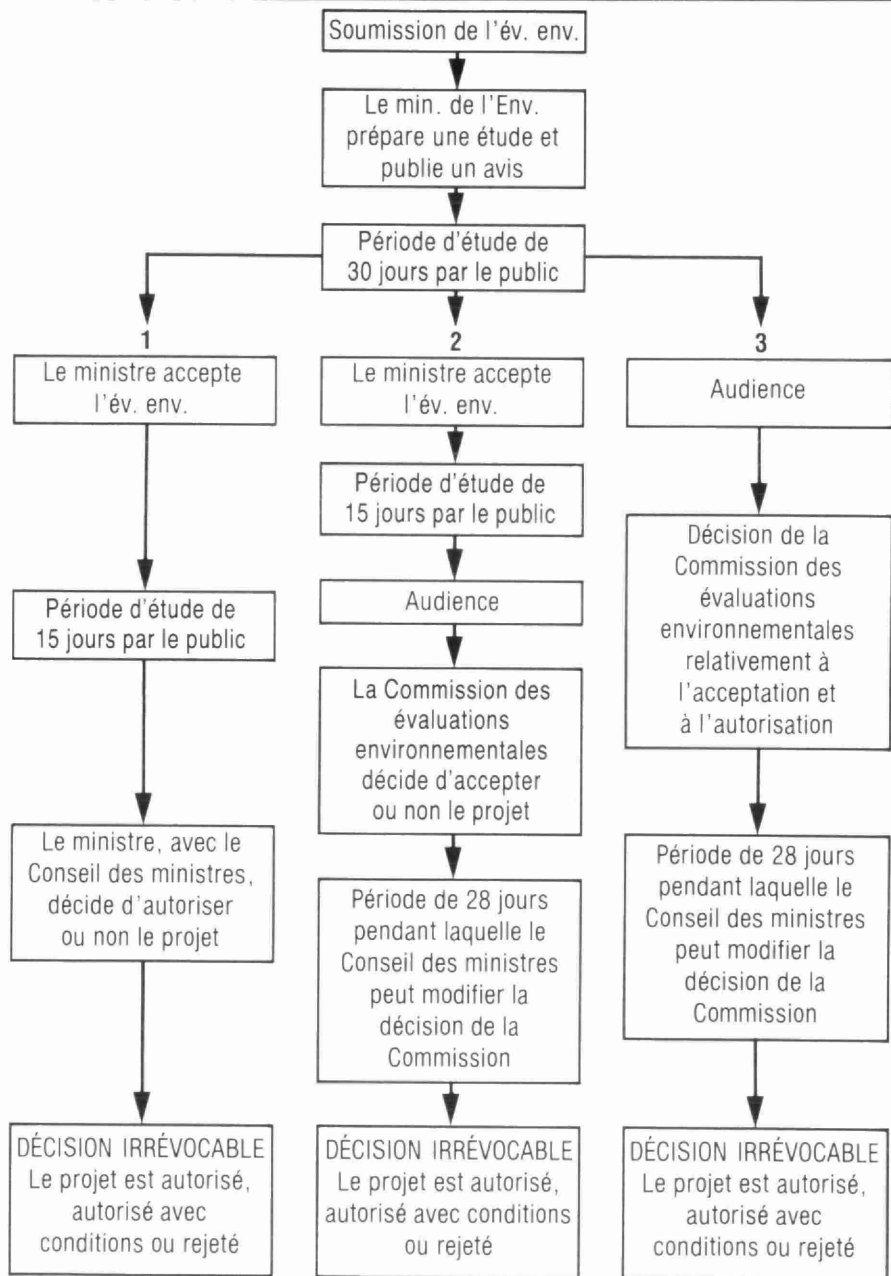 Soumission de l'év. env.
Le min. de l'Env.
prépare une étude et
publie un avis
Période d'étude de
30 jours par le public
1
Le ministre accepte
l'év. env.
Période d'étude de
15 jours par le public
Le ministre, avec le
Conseil des ministres,
décide d'autoriser
ou non le projet
DÉCISION IRRÉVOCABLE
Le projet est autorisé,
autorisé avec
conditions ou rejeté
2
Le ministre accepte
l'év. env.
Période d'étude de
15 jours par le public
Audience
La Commission des
évaluations
environnementales
décide d'accepter
ou non le projet
Période de 28 jours
pendant laquelle le
Conseil des ministres
peut modifier la
décision de la
Commission
DÉCISION IRRÉVOCABLE
Le projet est autorisé,
autorisé avec conditions
ou rejeté
3
Audience
Décision de la
Commission des
évaluations
environnementales
relativement à
l'acceptation et
à l'autorisation
Période de 28 jours
pendant laquelle le
Conseil des ministres
peut modifier la
décision de la
Commission
DÉCISION IRRÉVOCABLE
Le projet est autorisé,
autorisé avec
conditions ou rejeté